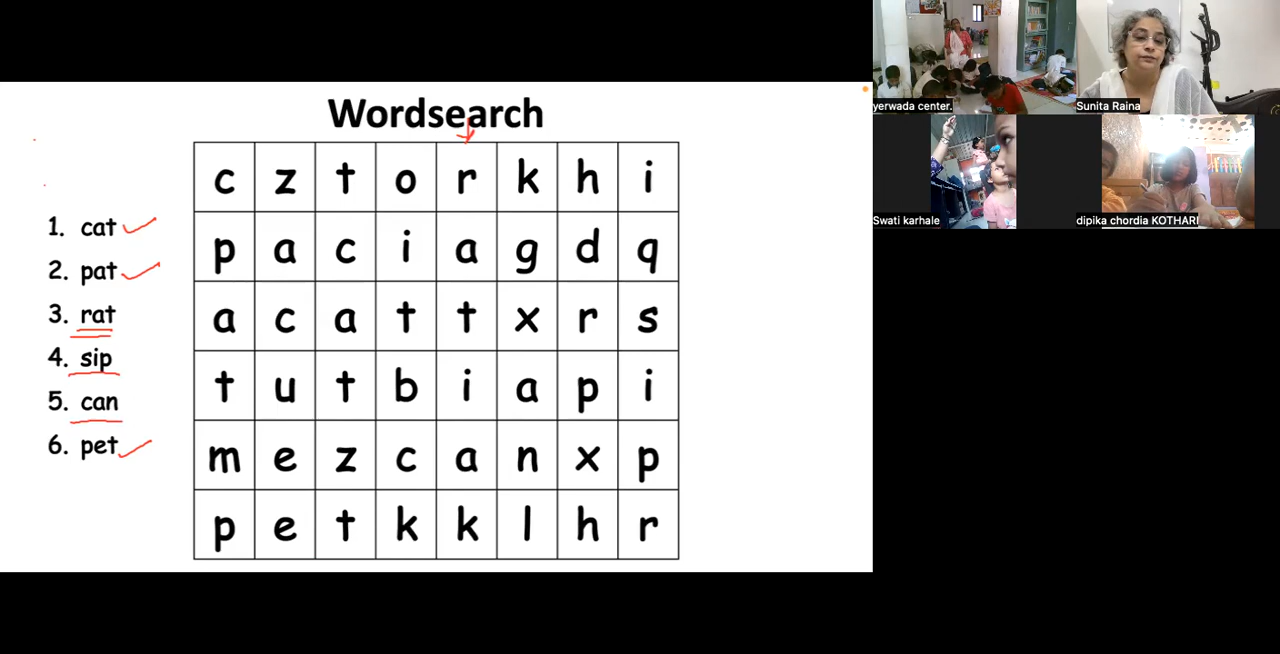 Wordsearch
1. cat
2. pat
3. rat
4. sip
5. can
6. pet
c z t o r k h i
p a c i a g d q
a c a t t x r s
t u t b i a p i
m e z c a n x p
p e t k k l h r
yerwada center.
Sunita Raina
Swati karhale
dipika chordia KOTHARI